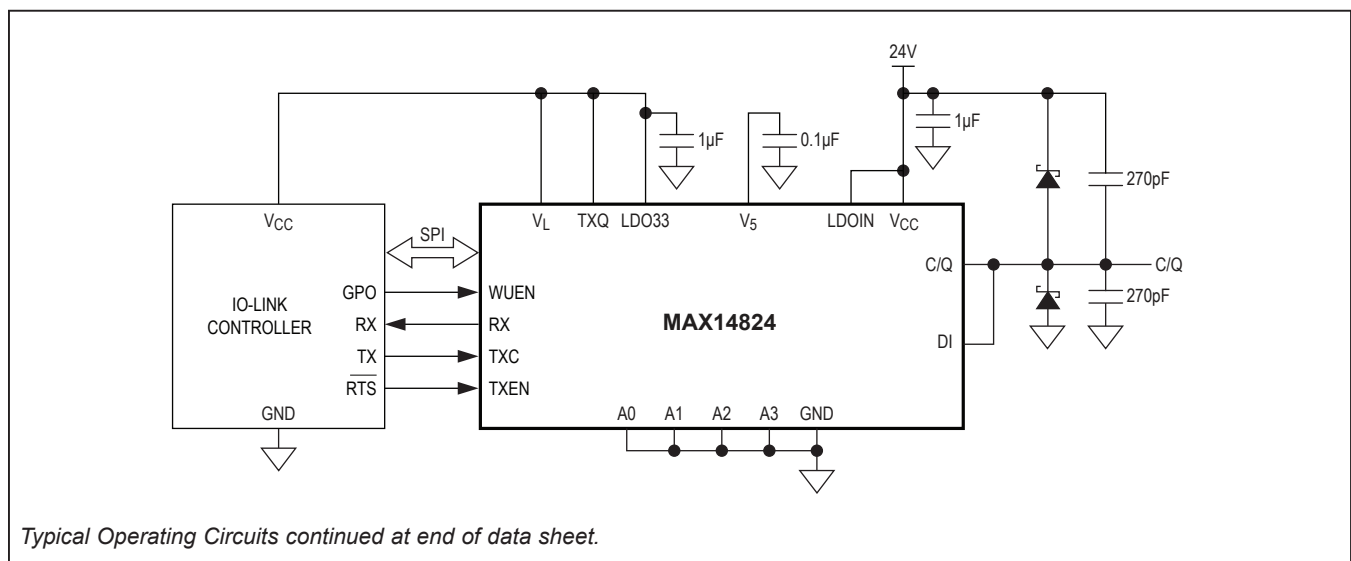 24V
1µF
0.1µF
1µF
270pF
VCC
VL
TXQ
LDO33
V5
LDOIN
VCC
SPI
C/Q
C/Q
GPO
WUEN
270pF
IO-LINK
CONTROLLER
RX
RX
MAX14824
TX
TXC
DI
RTS
TXEN
GND
A0
A1
A2
A3
GND
Typical Operating Circuits continued at end of data sheet.